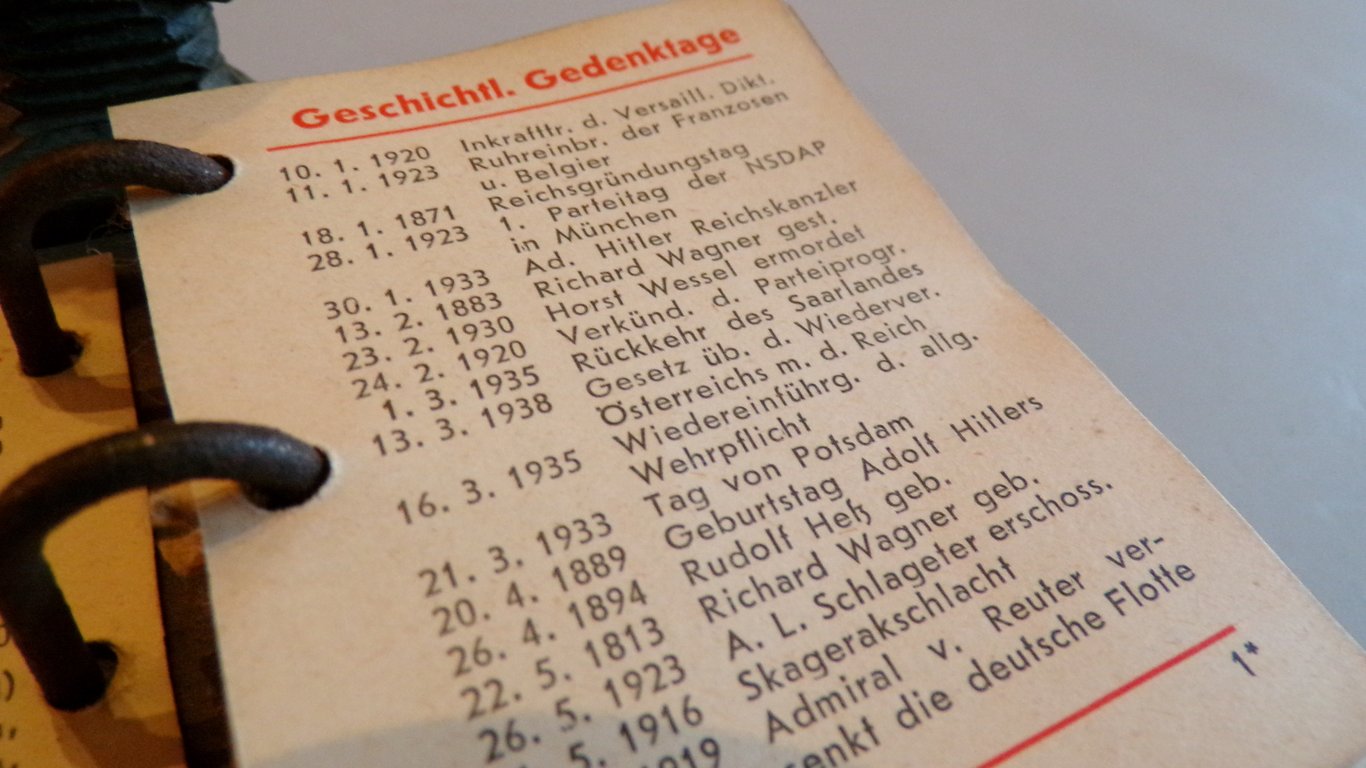 Geschichtl. Gedenktage
10. 1. 1920 Inkrafttr. d. Versaill. Dikt.
11. 1. 1923 Ruhreinbr. der Franzosen
u. Belgier
18. 1. 1871 Reichsgründungstag
28. 1. 1923 1. Parteitag der NSDAP
in München
30. 1. 1933 Ad. Hitler Reichskanzler
13. 2. 1883 Richard Wagner gest.
23. 2. 1930 Horst Wessel ermordet
24. 2. 1920 Verkünd. d. Parteiprogr.
1. 3. 1935 Rückkehr des Saarlandes
13. 3. 1938 Gesetz üb. d. Wiederver.
Österreichs m. d. Reich
16. 3. 1935 Wiedereinführg. d. allg.
Wehrpflicht
21. 3. 1933 Tag von Potsdam
20. 4. 1889 Geburtstag Adolf Hitlers
26. 4. 1894 Rudolf Heß geb.
22. 5. 1813 Richard Wagner geb.
26. 5. 1923 A. L. Schlageter erschoss.
5. 1916 Skagerakschlacht
1919 Admiral v. Reuter ver-
senkt die deutsche Flotte
1*